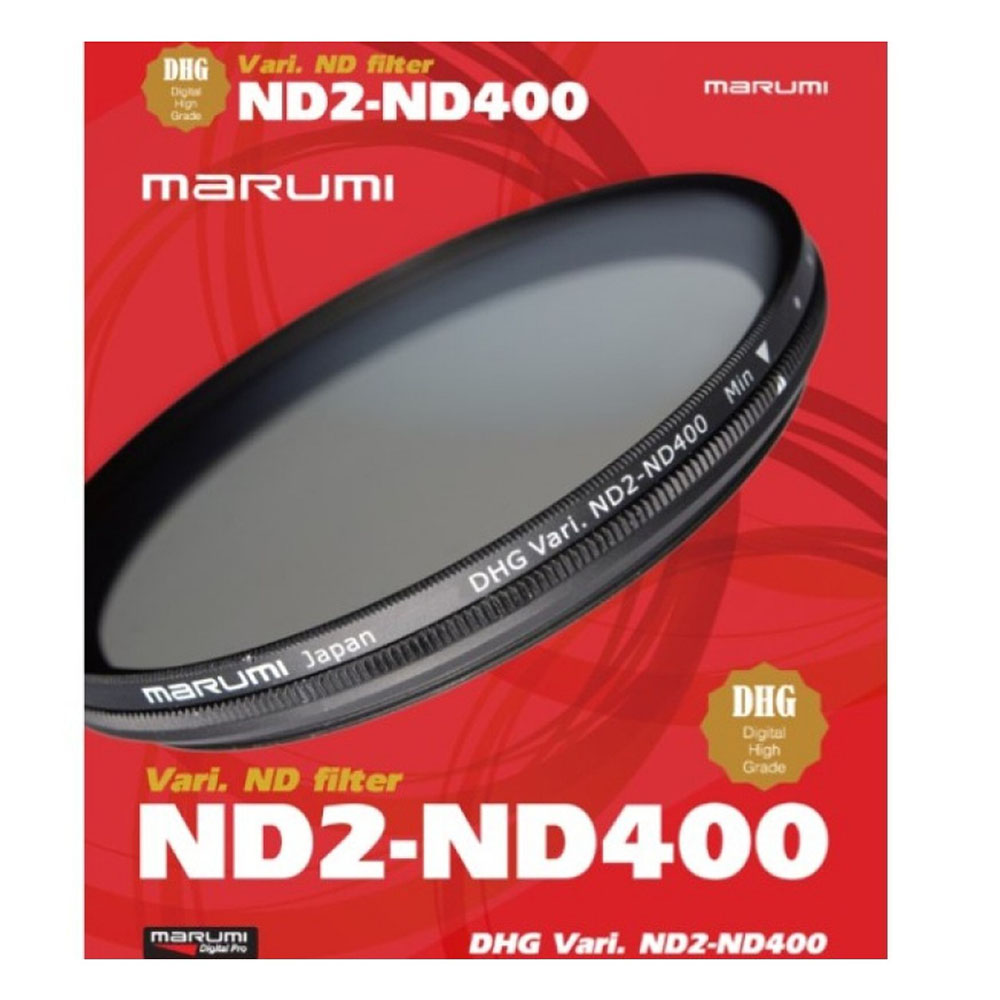 DHG
Digital
High
Grade
Vari. ND filter
ND2-ND400
marumi
marumi
DHG Vari. ND2-ND400 Min
marumi Japan
DHG
Digital
High
Grade
Vari. ND filter
ND2-ND400
marumi
Digital Pro
DHG Vari. ND2-ND400